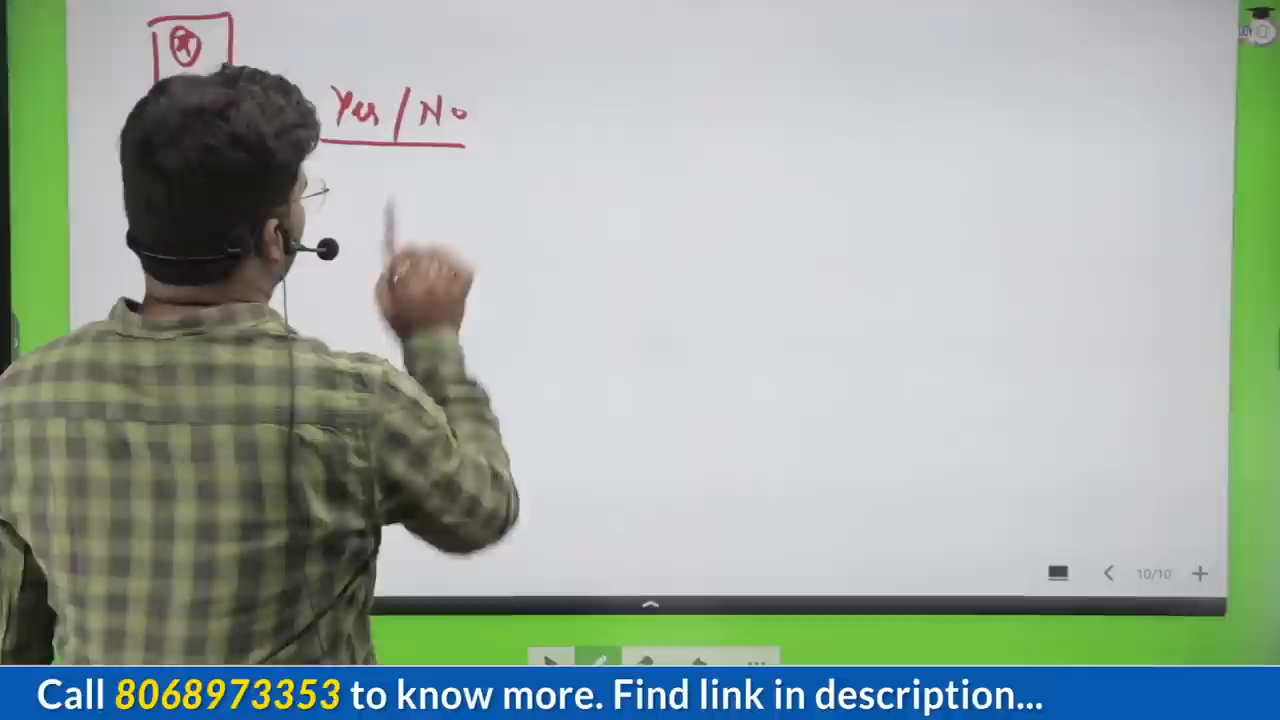 Yes / No
10/10
Call 8068973353 to know more. Find link in description...